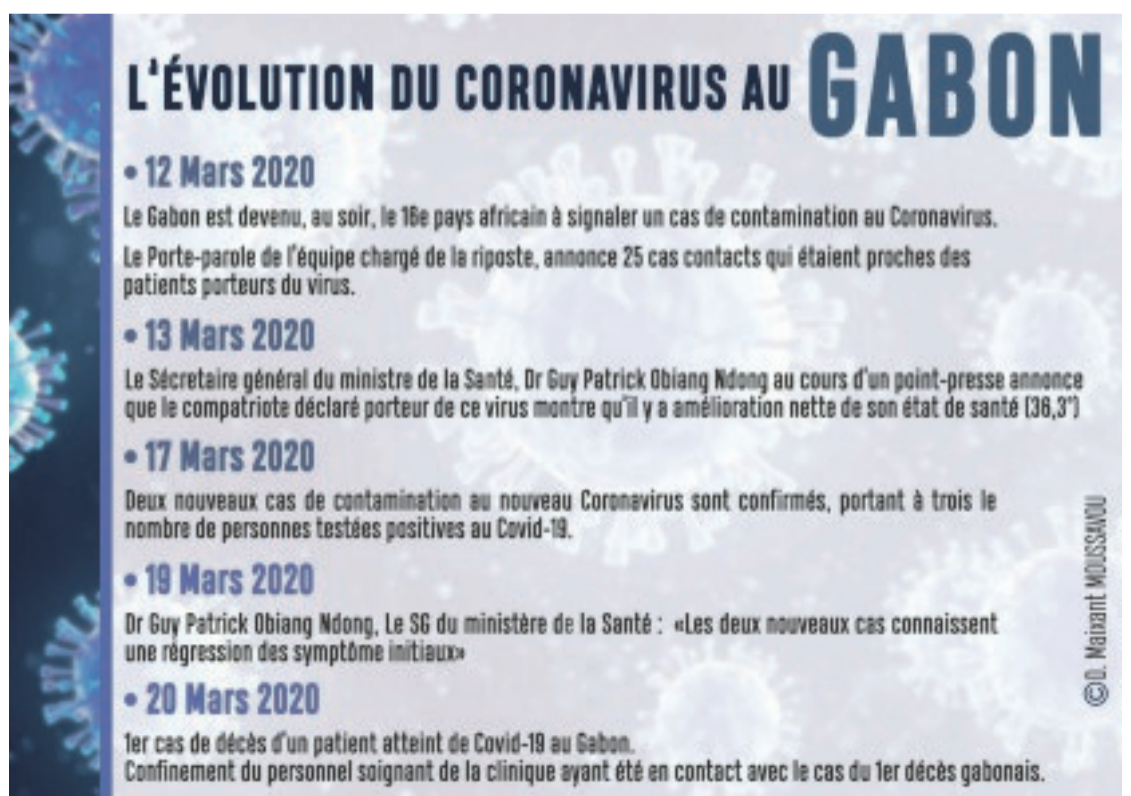 L'ÉVOLUTION DU CORONAVIRUS AU GABON
• 12 Mars 2020
Le Gabon est devenu, au soir, le 16e pays africain à signaler un cas de contamination au Coronavirus.
Le Porte-parole de l'équipe chargé de la riposte, annonce 25 cas contacts qui étaient proches des
patients porteurs du virus.
• 13 Mars 2020
Le Sécretaire général du ministre de la Santé, Dr Guy Patrick Obiang Ndong au cours d'un point-presse annonce
que le compatriote déclaré porteur de ce virus montre qu'il y a amélioration nette de son état de santé (36,3°)
• 17 Mars 2020
Deux nouveaux cas de contamination au nouveau Coronavirus sont confirmés, portant à trois le
nombre de personnes testées positives au Covid-19.
• 19 Mars 2020
Dr Guy Patrick Obiang Ndong, Le SG du ministère de la Santé : «Les deux nouveaux cas connaissent
une régression des symptôme initiaux»
• 20 Mars 2020
1er cas de décès d'un patient atteint de Covid-19 au Gabon.
Confinement du personnel soignant de la clinique ayant été en contact avec le cas du 1er décès gabonais.
©D. Maixant MOUSSAVOU